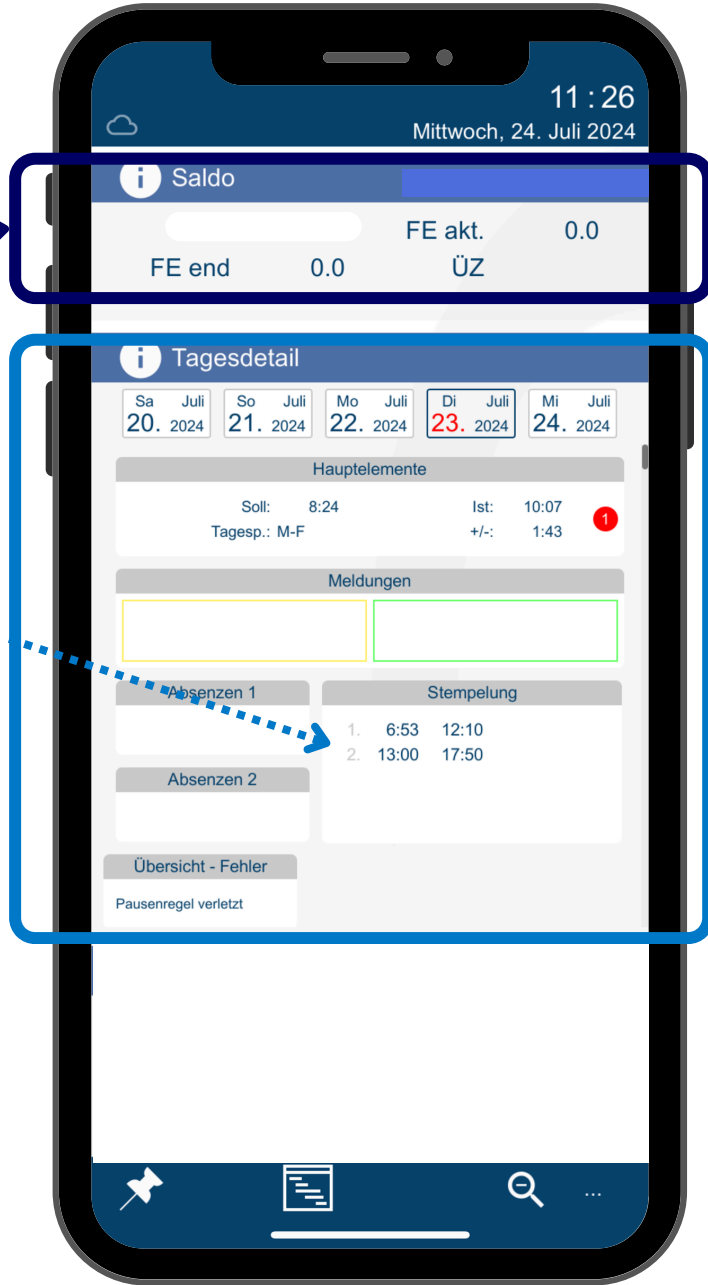 11 : 26
Mittwoch, 24. Juli 2024
i Saldo
FE akt. 0.0
FE end 0.0 ÜZ
i Tagesdetail
Sa Juli So Juli Mo Juli Di Juli Mi Juli
20. 2024 21. 2024 22. 2024 23. 2024 24. 2024
Hauptelemente
Soll: 8:24 Ist: 10:07
1
Tagesp.: M-F +/-: 1:43
Meldungen
Absenzen 1
Stempelung
1. 6:53 12:10
2. 13:00 17:50
Absenzen 2
Übersicht - Fehler
Pausenregel verletzt
...